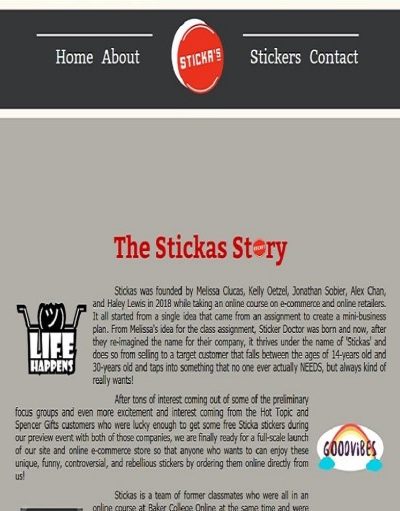 Home About
STICKA'S
Stickers Contact
The Stickas Story
Stickas was founded by Melissa Clucas, Kelly Oetzel, Jonathan Sobier, Alex Chan,
and Haley Lewis in 2018 while taking an online course on e-commerce and online retailers.
It all started from a single idea that came from an assignment to create a mini-business
plan. From Melissa's idea for the class assignment, Sticker Doctor was born and now, after
they re-imagined the name for their company, it thrives under the name of 'Stickas' and
does so from selling to a target customer that falls between the ages of 14-years old and
30-years old and taps into something that no one ever actually NEEDS, but always kind of
really wants!
LIFE
HAPPENS
After tons of interest coming out of some of the preliminary
focus groups and even more excitement and interest coming from the Hot Topic and
Spencer Gifts customers who were lucky enough to get some free Sticka stickers during
our preview event with both of those companies, we are finally ready for a full-scale launch
of our site and online e-commerce store so that anyone who wants to can enjoy these
unique, funny, controversial, and rebellious stickers by ordering them online directly from
us!
GOODVIBES
Stickas is a team of former classmates who were all in an
online course at Baker College Online at the same time and were